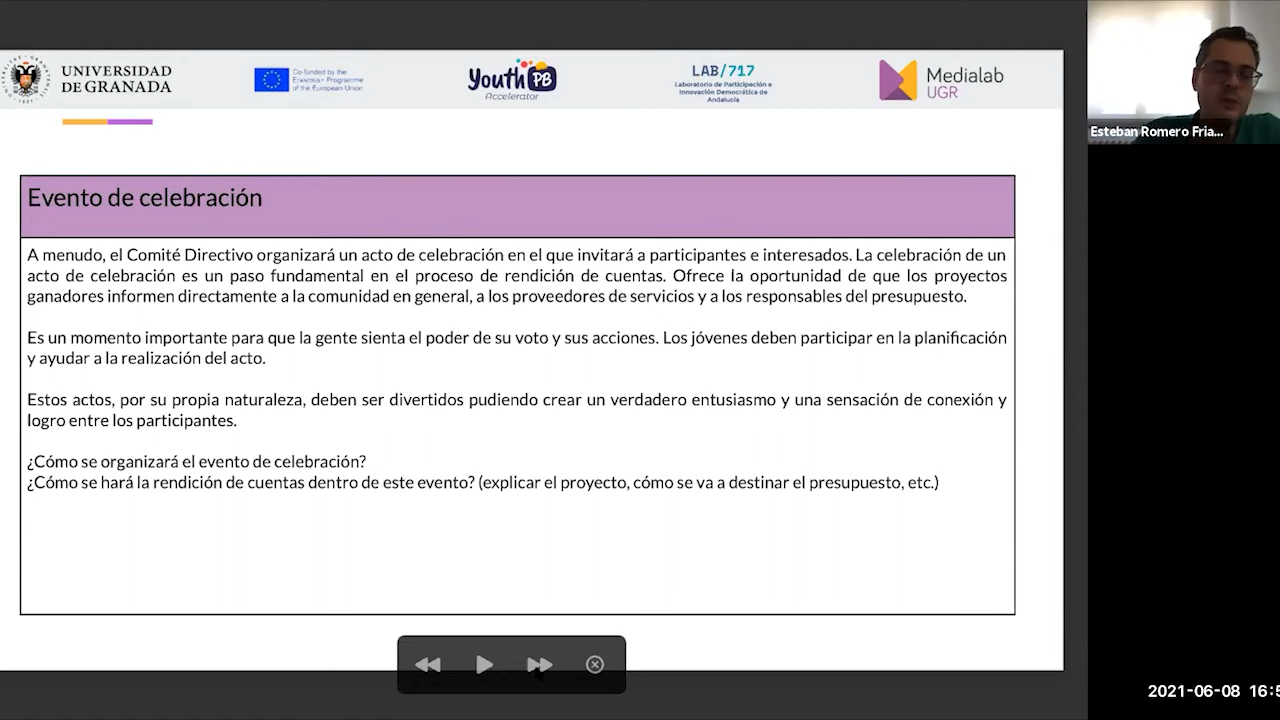 UNIVERSIDAD
DE GRANADA
Co-funded by the
Erasmus+ Programme
of the European Union
Youth PB
Accelerator
LAB/717
Laboratorio de Participación e
Innovación Democrática de
Andalucía
Medialab
UGR
Esteban Romero Fria...
Evento de celebración
A menudo, el Comité Directivo organizará un acto de celebración en el que invitará a participantes e interesados. La celebración de un
acto de celebración es un paso fundamental en el proceso de rendición de cuentas. Ofrece la oportunidad de que los proyectos
ganadores informen directamente a la comunidad en general, a los proveedores de servicios y a los responsables del presupuesto.
Es un momento importante para que la gente sienta el poder de su voto y sus acciones. Los jóvenes deben participar en la planificación
y ayudar a la realización del acto.
Estos actos, por su propia naturaleza, deben ser divertidos pudiendo crear un verdadero entusiasmo y una sensación de conexión y
logro entre los participantes.
¿Cómo se organizará el evento de celebración?
¿Cómo se hará la rendición de cuentas dentro de este evento? (explicar el proyecto, cómo se va a destinar el presupuesto, etc.)
2021-06-08 16:5